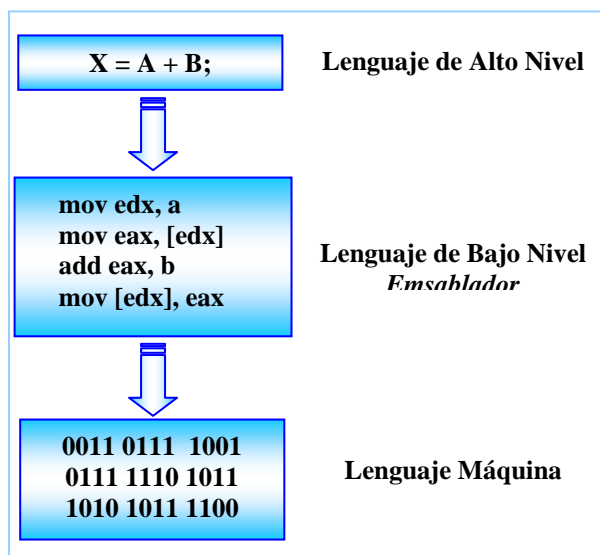 X = A + B;
Lenguaje de Alto Nivel
mov edx, a
mov eax, [edx]
add eax, b
mov [edx], eax
Lenguaje de Bajo Nivel
Emsablador
0011 0111 1001
0111 1110 1011
1010 1011 1100
Lenguaje Máquina